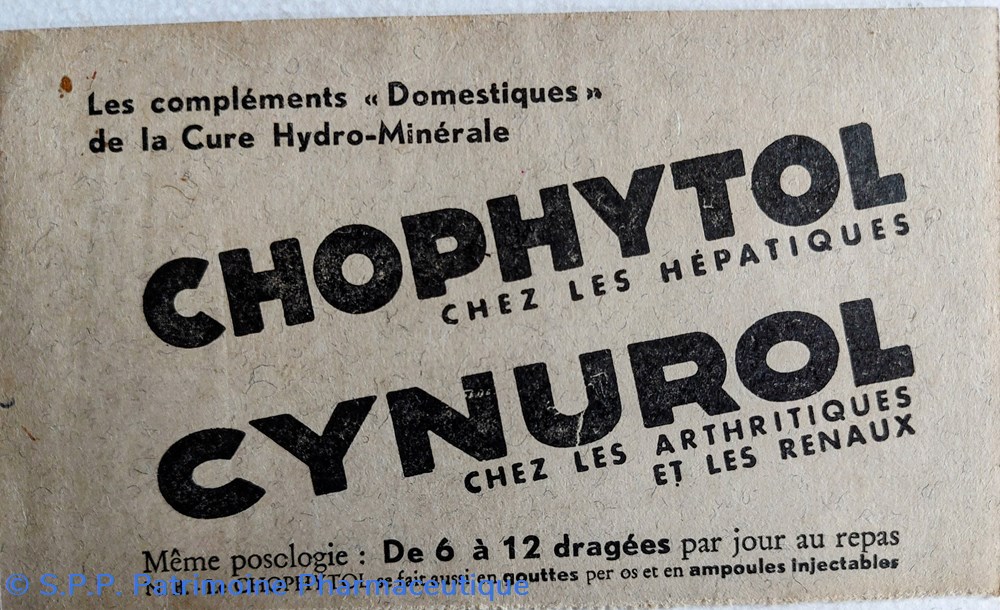 Les compléments « Domestiques »
de la Cure Hydro-Minérale
CHOPHYTOL
CHEZ LES HÉPATIQUES
CYNUROL
CHEZ LES ARTHRITIQUES
ET LES RENAUX
Même posologie : De 6 à 12 dragées par jour au repas
Le CHOPHYTOL se fait aussi en gouttes per os et en ampoules injectables
© S.P.P. Patrimoine Pharmaceutique